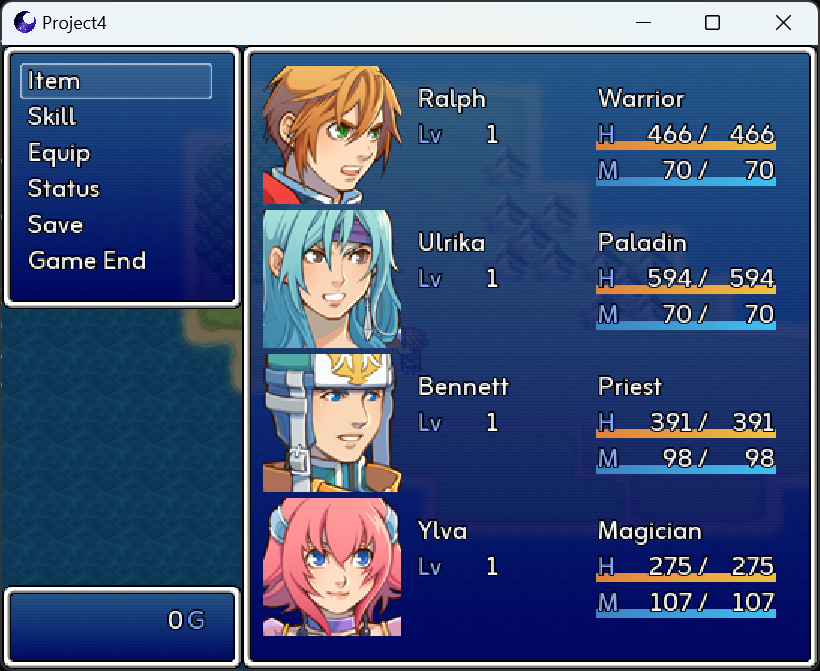 Project4
Item
Skill
Equip
Status
Save
Game End
0 G
Ralph Warrior
Lv 1 H 466/ 466
M 70/ 70
Ulrika Paladin
Lv 1 H 594/ 594
M 70/ 70
Bennett Priest
Lv 1 H 391/ 391
M 98/ 98
Ylva Magician
Lv 1 H 275/ 275
M 107/ 107